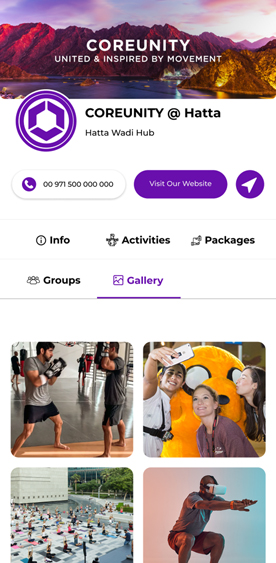 COREUNITY
UNITED & INSPIRED BY MOVEMENT
COREUNITY @ Hatta
Hatta Wadi Hub
00 971 500 000 000
Visit Our Website
Info
Activities
Packages
Groups
Gallery